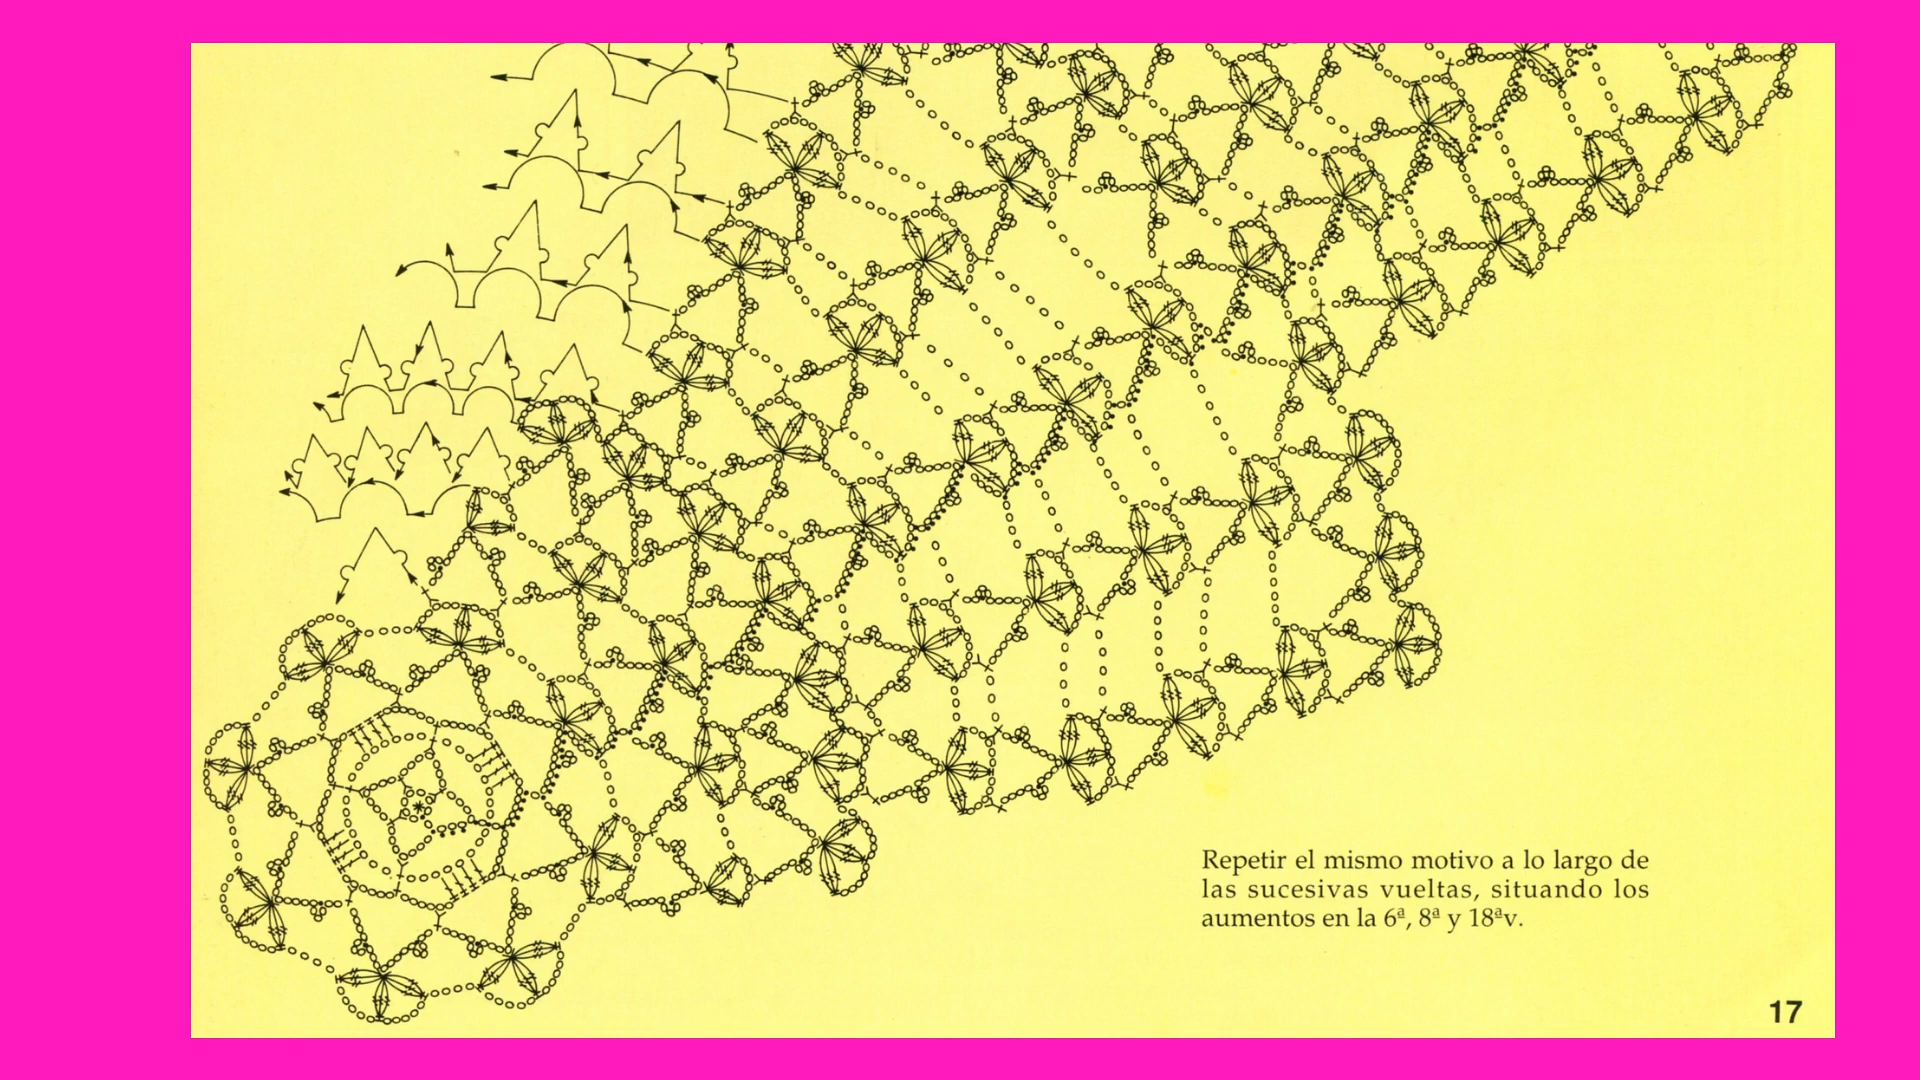 Repetir el mismo motivo a lo largo de
las sucesivas vueltas, situando los
aumentos en la 6ª, 8ª y 18ªv.
17